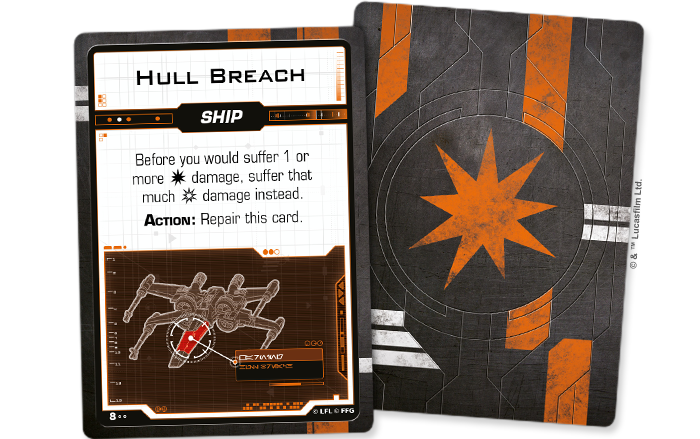 HULL BREACH
SHIP
Before you would suffer 1 or
more damage, suffer that
much damage instead.
ACTION: Repair this card.
8
© LFL © FFG
© & ™ Lucasfilm Ltd.